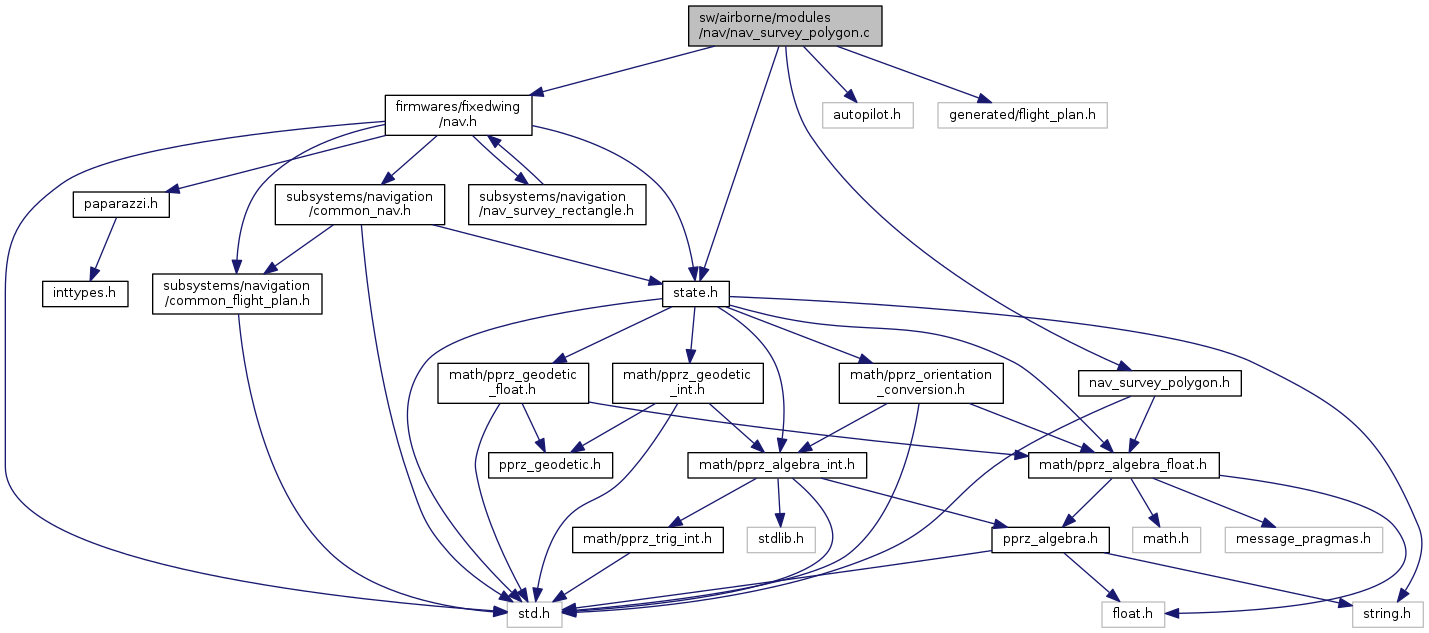 sw/airborne/modules
/nav/nav_survey_polygon.c
firmwares/fixedwing
/nav.h
autopilot.h
generated/flight_plan.h
paparazzi.h
subsystems/navigation
/common_nav.h
subsystems/navigation
/nav_survey_rectangle.h
inttypes.h
subsystems/navigation
/common_flight_plan.h
state.h
math/pprz_geodetic
_float.h
math/pprz_geodetic
_int.h
math/pprz_orientation
_conversion.h
nav_survey_polygon.h
pprz_geodetic.h
math/pprz_algebra_int.h
math/pprz_algebra_float.h
math/pprz_trig_int.h
stdlib.h
pprz_algebra.h
math.h
message_pragmas.h
std.h
float.h
string.h